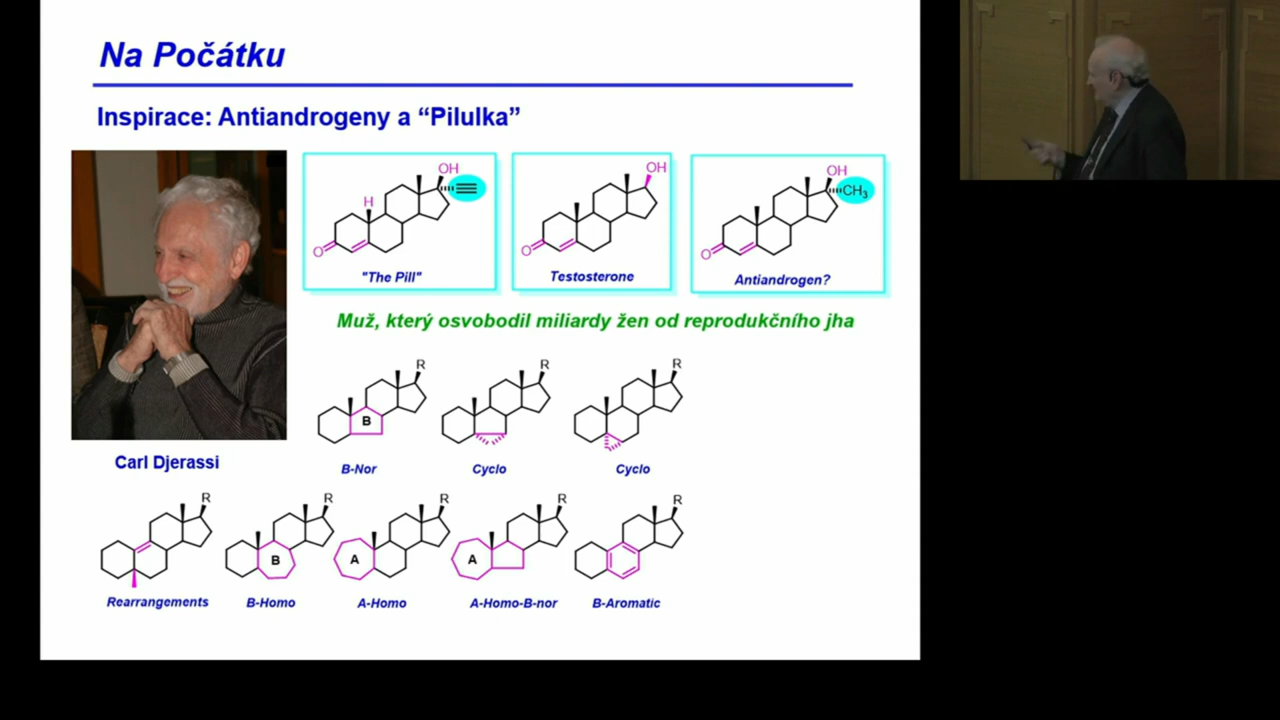 Na Počátku
Inspirace: Antiandrogeny a “Pilulka”
OH
H
O
"The Pill"
OH
O
Testosterone
OH
CH3
O
Antiandrogen?
Muž, který osvobodil miliardy žen od reprodukčního jha
Carl Djerassi
R
B
B-Nor
R
Cyclo
R
Cyclo
R
Rearrangements
R
B
B-Homo
R
A
A-Homo
R
A
A-Homo-B-nor
R
B-Aromatic